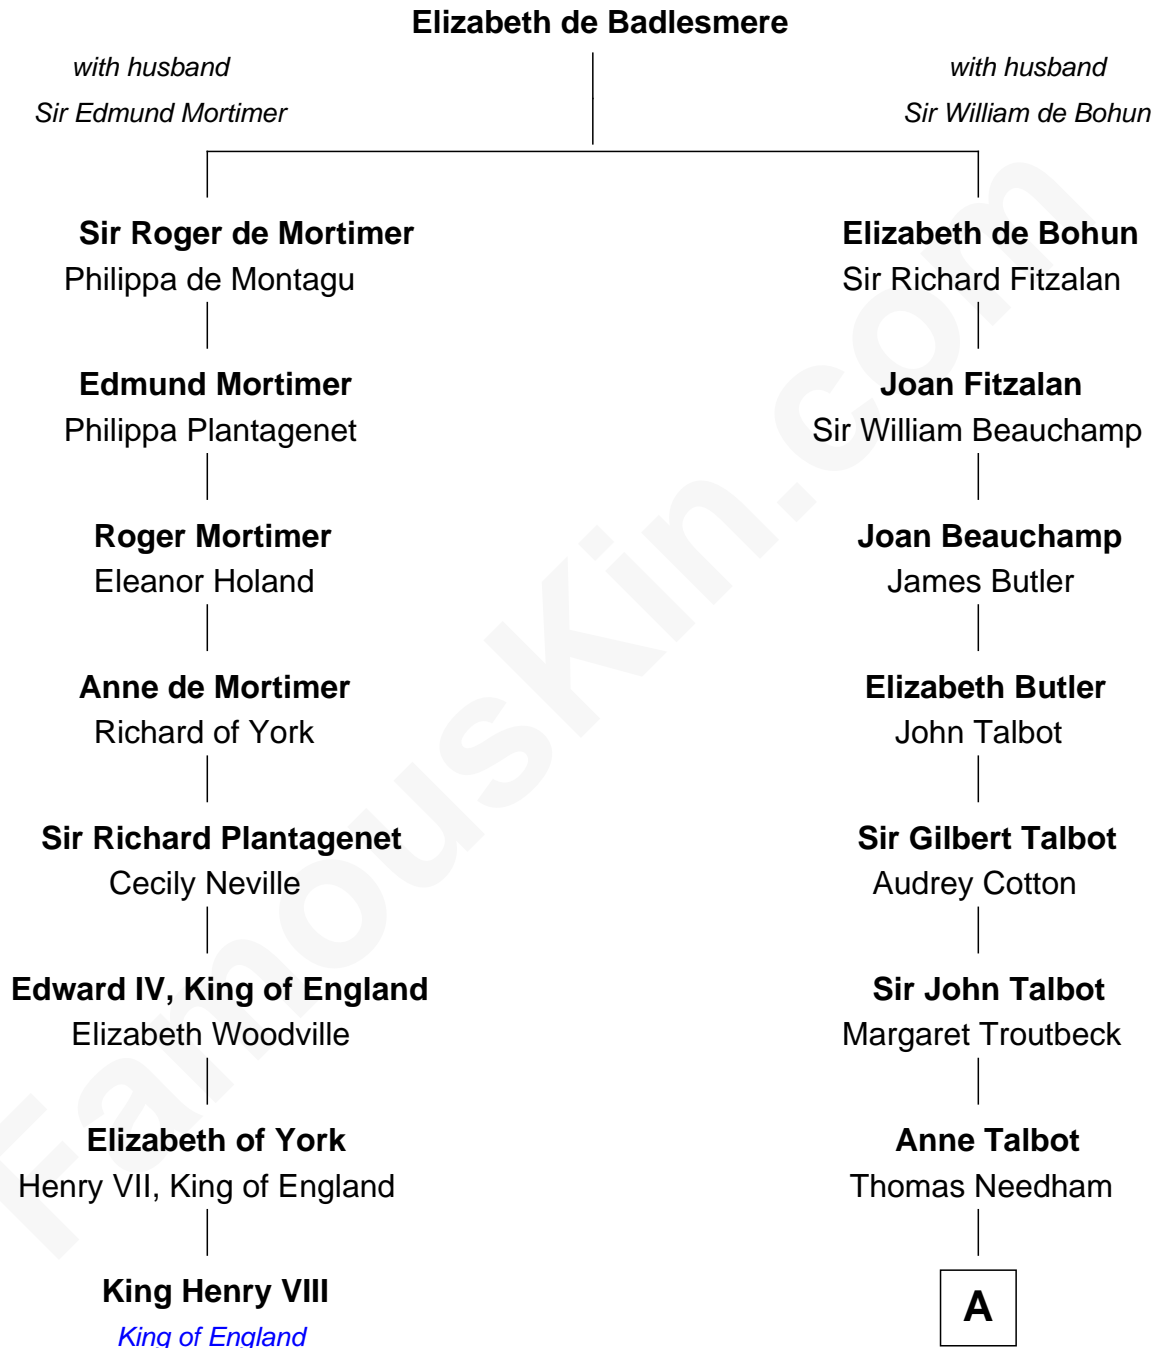 Elizabeth de Badlesmere
with husband
Sir Edmund Mortimer
with husband
Sir William de Bohun
Sir Roger de Mortimer
Philippa de Montagu
Elizabeth de Bohun
Sir Richard Fitzalan
Edmund Mortimer
Philippa Plantagenet
Joan Fitzalan
Sir William Beauchamp
Roger Mortimer
Eleanor Holand
Joan Beauchamp
James Butler
Anne de Mortimer
Richard of York
Elizabeth Butler
John Talbot
Sir Richard Plantagenet
Cecily Neville
Sir Gilbert Talbot
Audrey Cotton
Edward IV, King of England
Elizabeth Woodville
Sir John Talbot
Margaret Troutbeck
Elizabeth of York
Henry VII, King of England
Anne Talbot
Thomas Needham
King Henry VIII
King of England
A
FamousKin.com